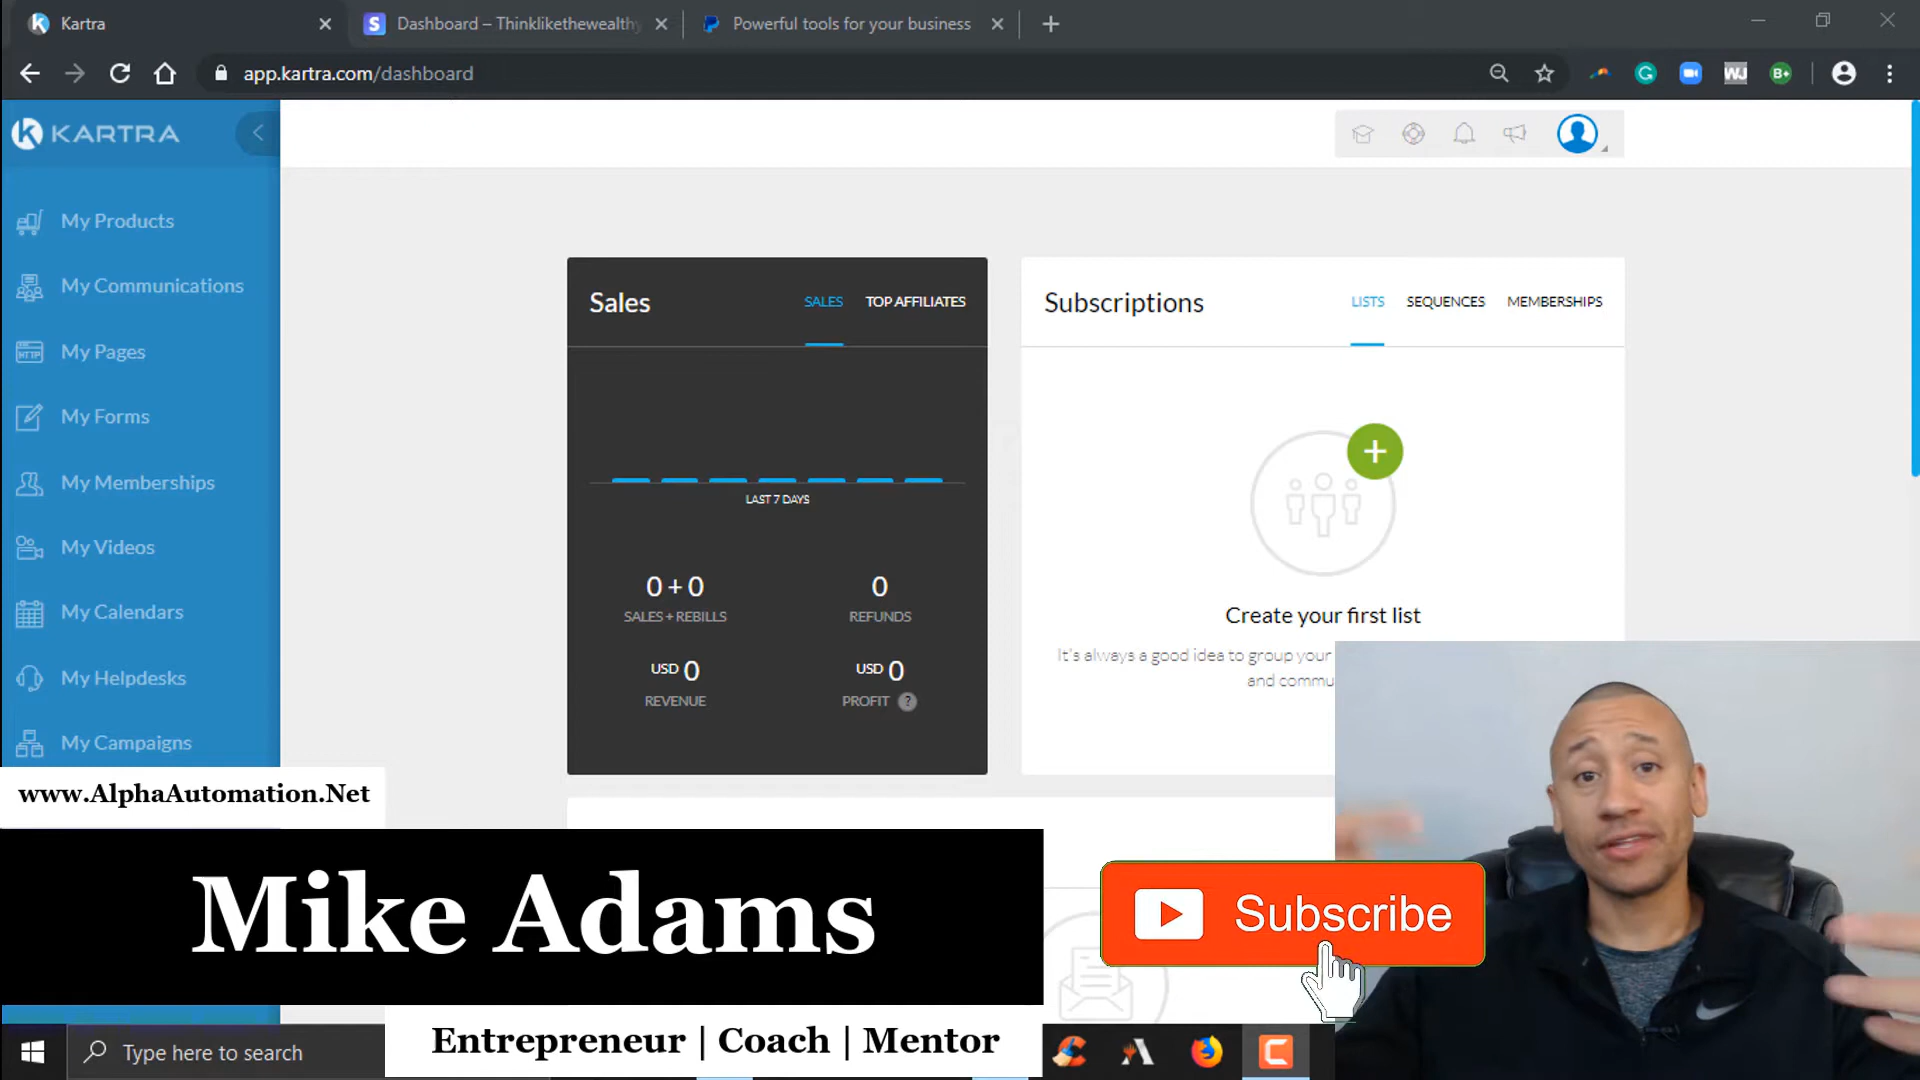 Kartra
Dashboard – Thinklikethewealthy
Powerful tools for your business
app.kartra.com/dashboard
KARTRA
My Products
My Communications
My Pages
My Forms
My Memberships
My Videos
My Calendars
My Helpdesks
My Campaigns
Sales
SALES
TOP AFFILIATES
LAST 7 DAYS
0 + 0
0
SALES + REBILLS
REFUNDS
USD 0
USD 0
REVENUE
PROFIT ?
Subscriptions
LISTS
SEQUENCES
MEMBERSHIPS
Create your first list
It's always a good idea to group your
and commu
www.AlphaAutomation.Net
Mike Adams
Entrepreneur | Coach | Mentor
Subscribe
Type here to search